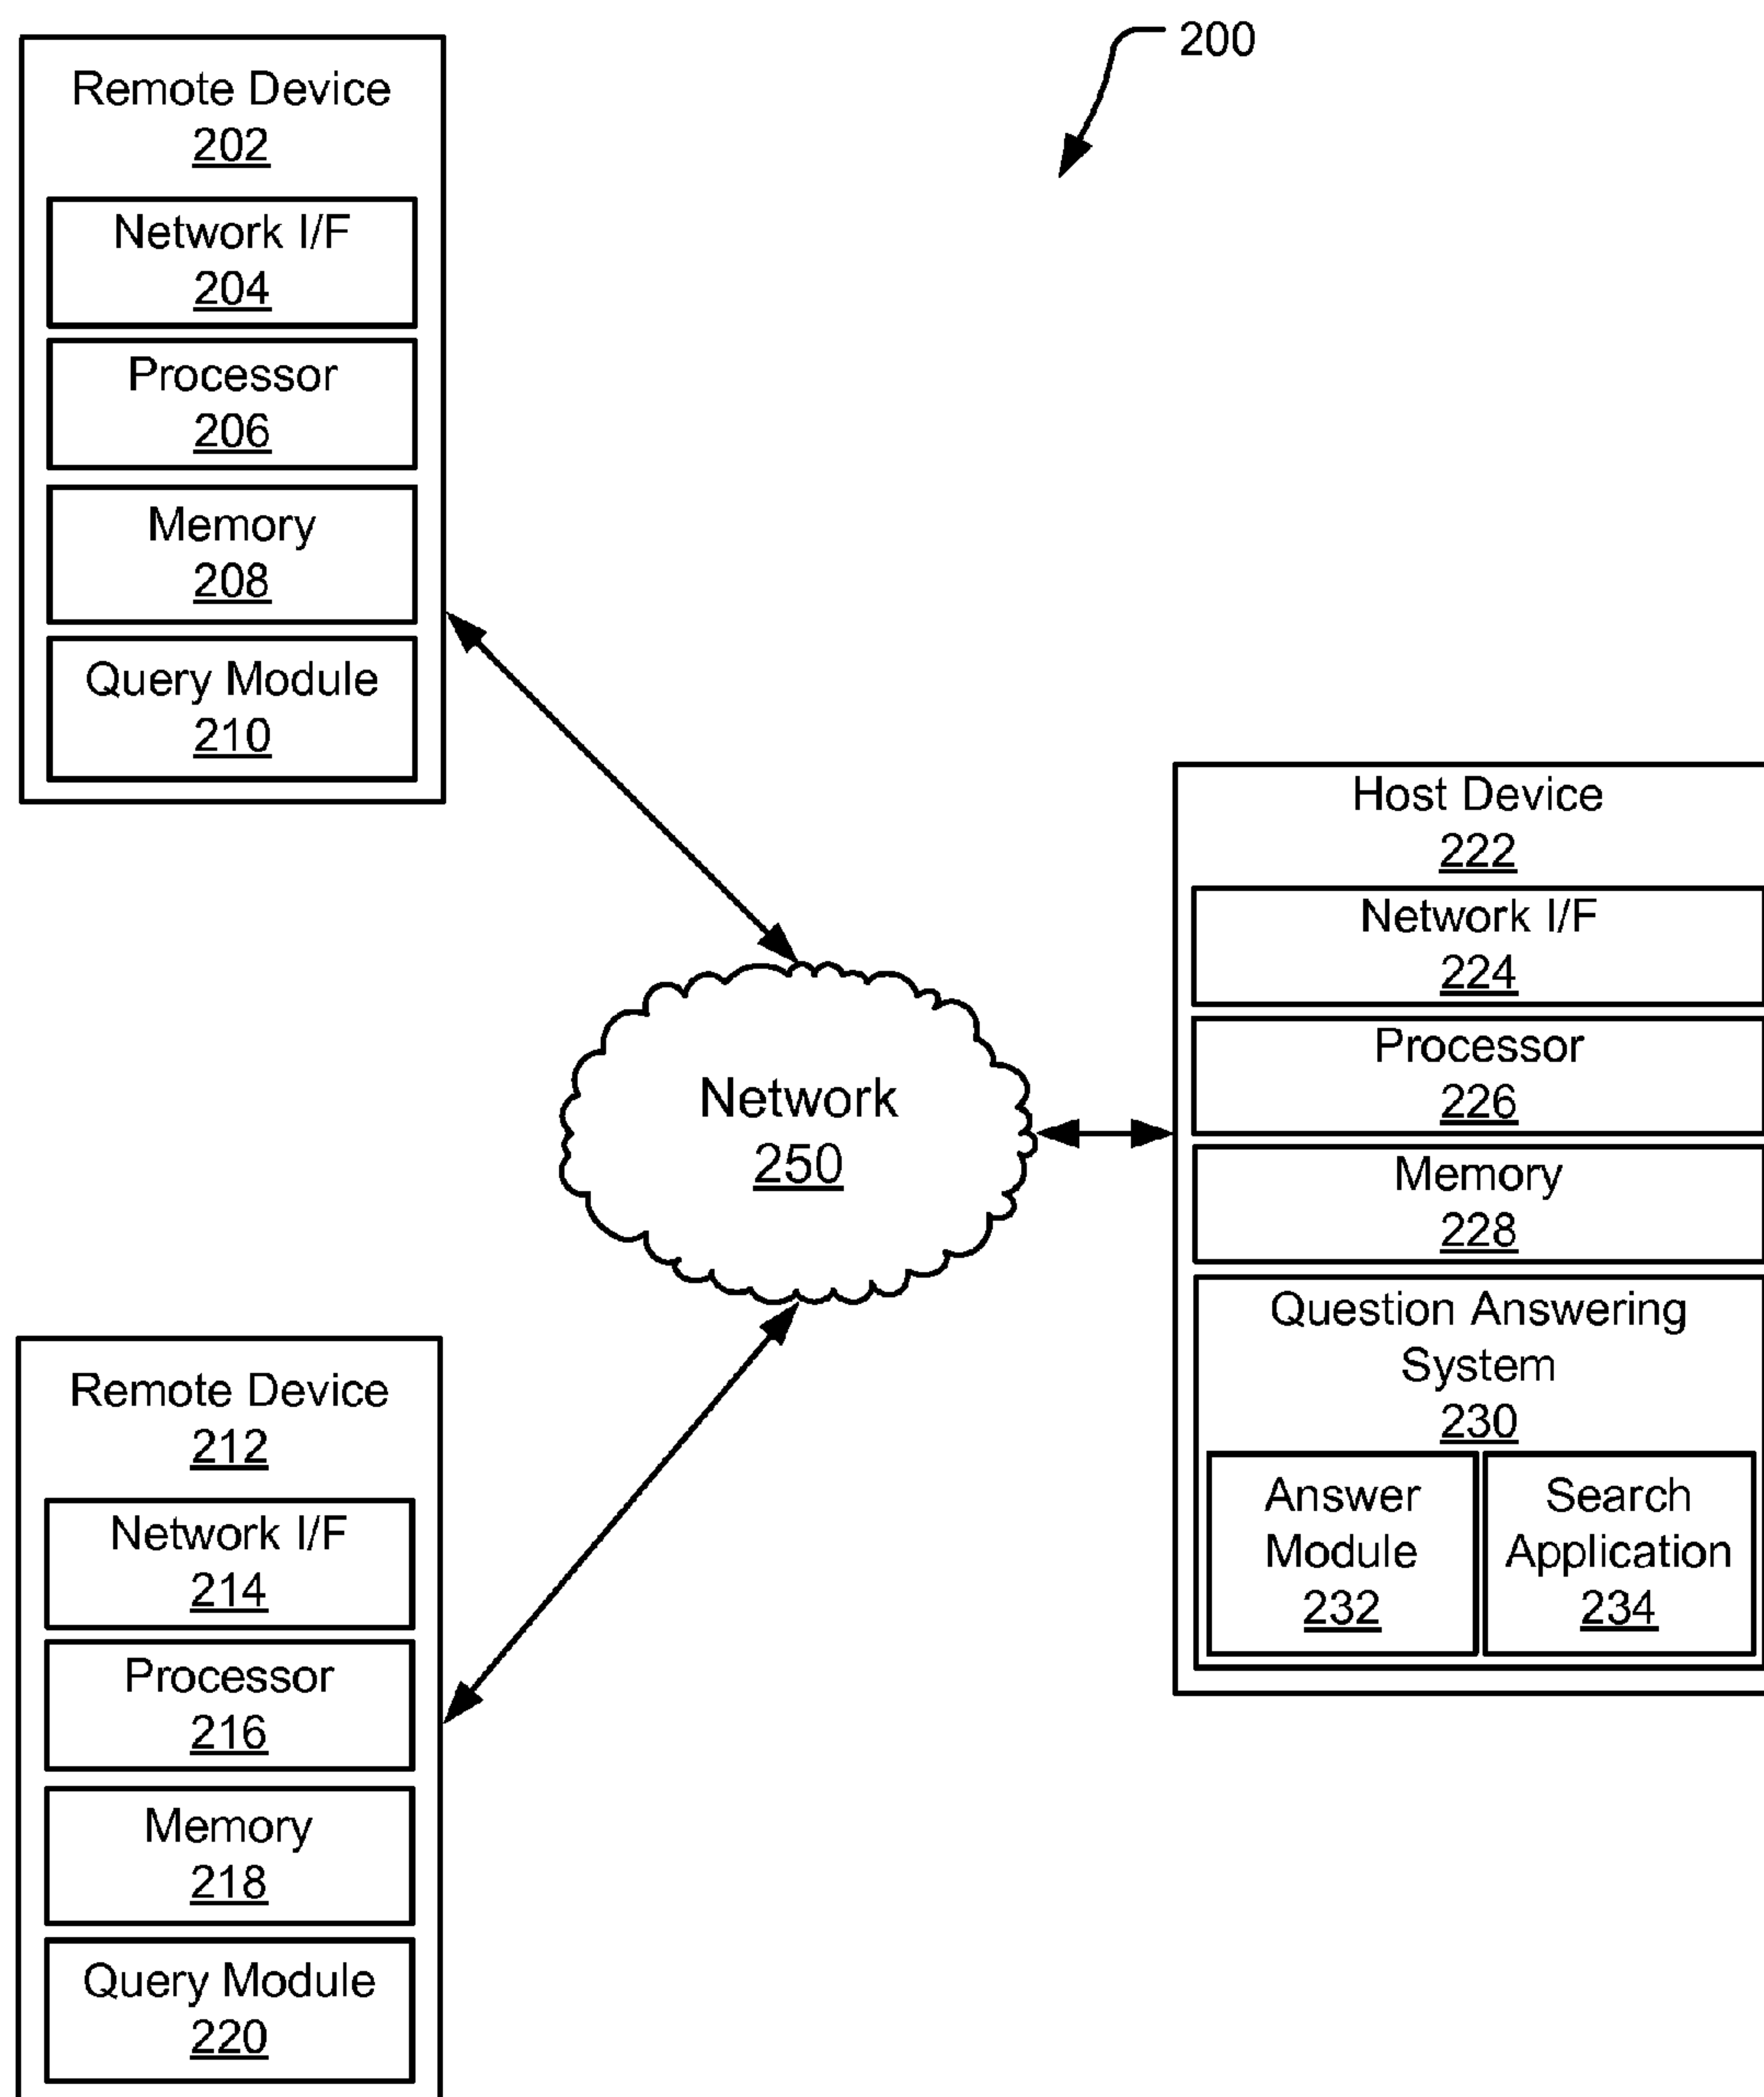 200
Remote Device
202
Network I/F
204
Processor
206
Memory
208
Query Module
210
Host Device
222
Network I/F
224
Processor
226
Memory
228
Question Answering
System
230
Answer
Module
232
Search
Application
234
Network
250
Remote Device
212
Network I/F
214
Processor
216
Memory
218
Query Module
220